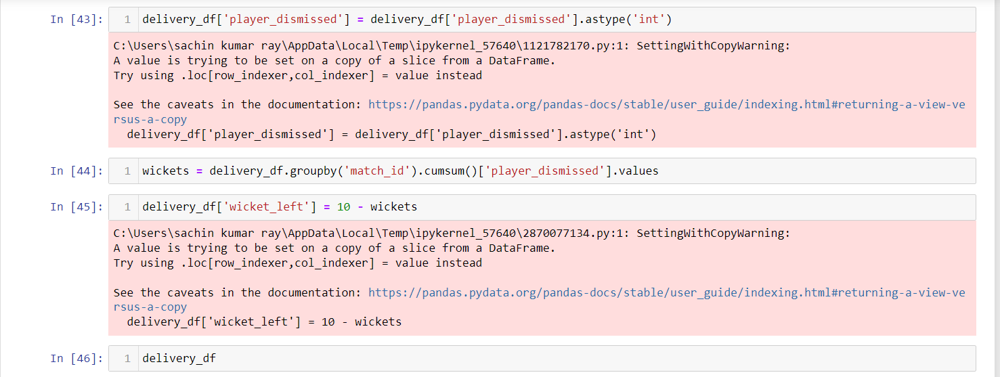 In [43]: 1 delivery_df['player_dismissed'] = delivery_df['player_dismissed'].astype('int')
C:\Users\sachin kumar ray\AppData\Local\Temp\ipykernel_57640\1121782170.py:1: SettingWithCopyWarning:
A value is trying to be set on a copy of a slice from a DataFrame.
Try using .loc[row_indexer,col_indexer] = value instead
See the caveats in the documentation: https://pandas.pydata.org/pandas-docs/stable/user_guide/indexing.html#returning-a-view-ve
rsus-a-copy
delivery_df['player_dismissed'] = delivery_df['player_dismissed'].astype('int')
In [44]: 1 wickets = delivery_df.groupby('match_id').cumsum()['player_dismissed'].values
In [45]: 1 delivery_df['wicket_left'] = 10 - wickets
C:\Users\sachin kumar ray\AppData\Local\Temp\ipykernel_57640\2870077134.py:1: SettingWithCopyWarning:
A value is trying to be set on a copy of a slice from a DataFrame.
Try using .loc[row_indexer,col_indexer] = value instead
See the caveats in the documentation: https://pandas.pydata.org/pandas-docs/stable/user_guide/indexing.html#returning-a-view-ve
rsus-a-copy
delivery_df['wicket_left'] = 10 - wickets
In [46]: 1 delivery_df